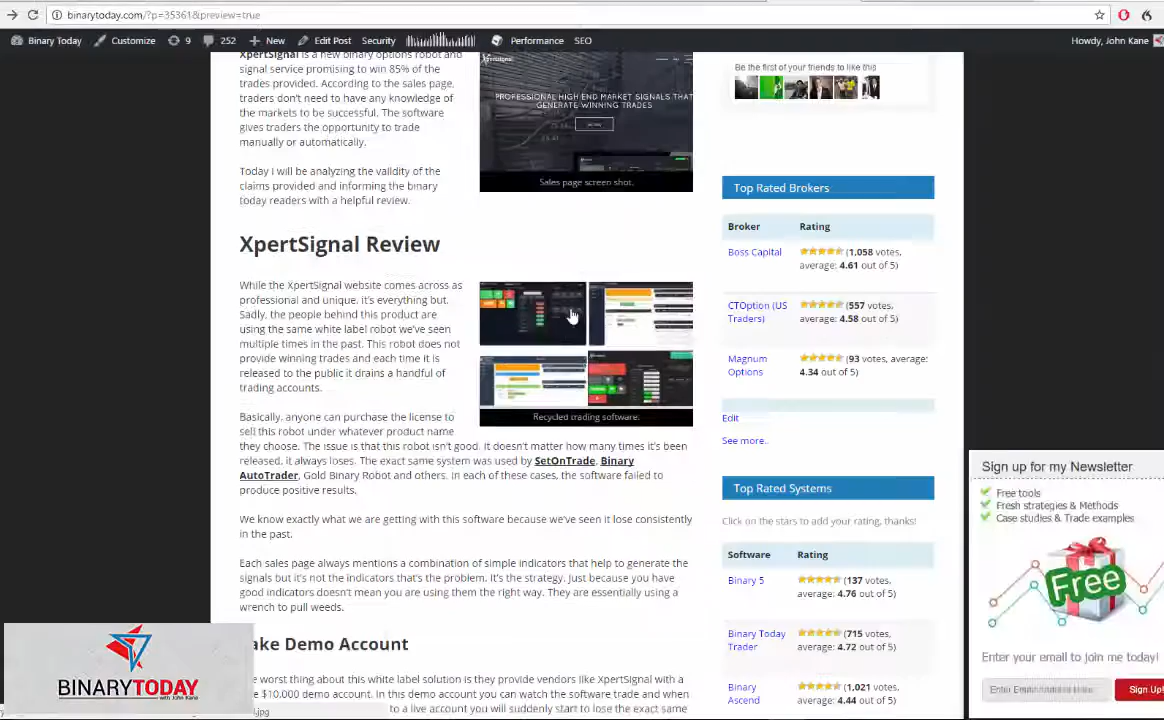 binarytoday.com/?p=35361&preview=true
Binary Today
Customize
9
252
New
Edit Post
Security
Performance
SEO
Howdy, John Kane
XpertSignal is a new binary options robot and
signal service promising to win 85% of the
trades provided. According to the sales page,
traders don't need to have any knowledge of
the markets to be successful. The software
gives traders the opportunity to trade
manually or automatically.
Today I will be analyzing the validity of the
claims provided and informing the binary
today readers with a helpful review.
PROFESSIONAL HIGH END MARKET SIGNALS THAT
GENERATE WINNING TRADES
Sales page screen shot.
XpertSignal Review
While the XpertSignal website comes across as
professional and unique, it's everything but.
Sadly, the people behind this product are
using the same white label robot we've seen
multiple times in the past. This robot does not
provide winning trades and each time it is
released to the public it drains a handful of
trading accounts.
Recycled trading software.
Basically, anyone can purchase the license to
sell this robot under whatever product name
they choose. The issue is that this robot isn't good. It doesn't matter how many times it's been
released, it always loses. The exact same system was used by SetOnTrade, Binary
AutoTrader, Gold Binary Robot and others. In each of these cases, the software failed to
produce positive results.
We know exactly what we are getting with this software because we've seen it lose consistently
in the past.
Each sales page always mentions a combination of simple indicators that help to generate the
signals but it's not the indicators that's the problem. It's the strategy. Just because you have
good indicators doesn't mean you are using them the right way. They are essentially using a
wrench to pull weeds.
ake Demo Account
e worst thing about this white label solution is they provide vendors like XpertSignal with a
e $10,000 demo account. In this demo account you can watch the software trade and when
to a live account you will suddenly start to lose the exact same
.jpg
BINARYTODAY
with John Kane
Be the first of your friends to like this
Top Rated Brokers
Broker Rating
Boss Capital (1,058 votes,
average: 4.61 out of 5)
CTOption (US (557 votes,
Traders) average: 4.58 out of 5)
Magnum (93 votes, average:
Options 4.34 out of 5)
Edit
See more..
Top Rated Systems
Click on the stars to add your rating, thanks!
Software Rating
Binary 5 (137 votes,
average: 4.76 out of 5)
Binary Today (715 votes,
Trader average: 4.72 out of 5)
Binary (1,021 votes,
Ascend average: 4.44 out of 5)
Sign up for my Newsletter
Free tools
Fresh strategies & Methods
Case studies & Trade examples
Free
Enter your email to join me today!
Sign Up!